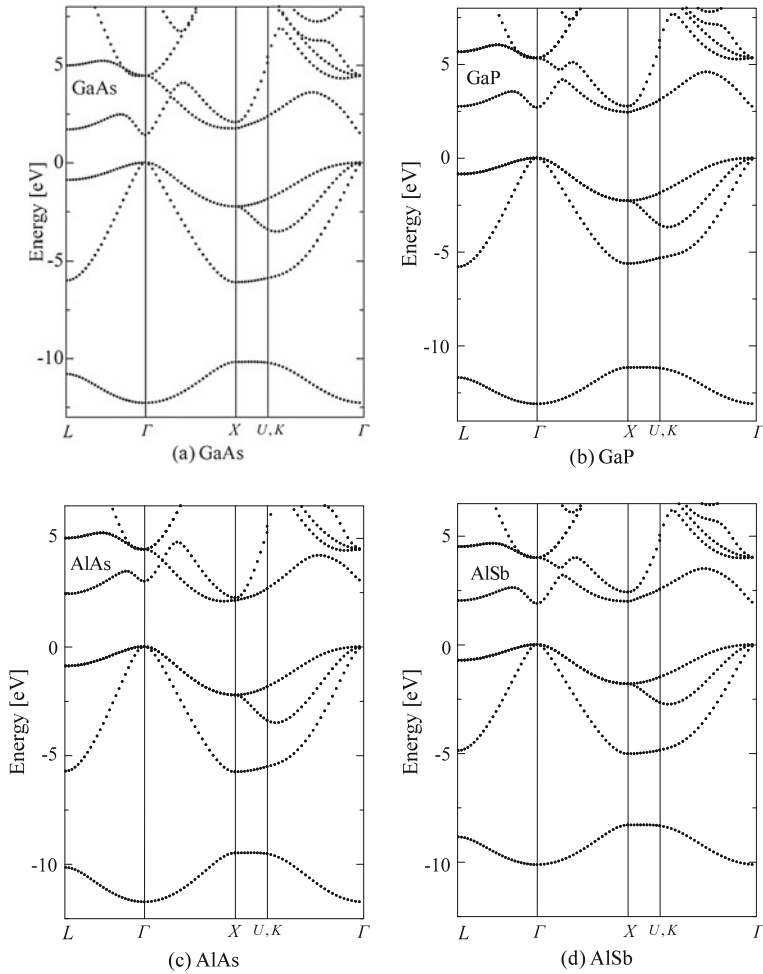 GaAs
5
0
-5
-10
Energy [eV]
L Γ X U, K Γ
(a) GaAs
GaP
5
0
-5
-10
Energy [eV]
L Γ X U, K Γ
(b) GaP
AlAs
5
0
-5
-10
Energy [eV]
L Γ X U, K Γ
(c) AlAs
AlSb
5
0
-5
-10
Energy [eV]
L Γ X U, K Γ
(d) AlSb